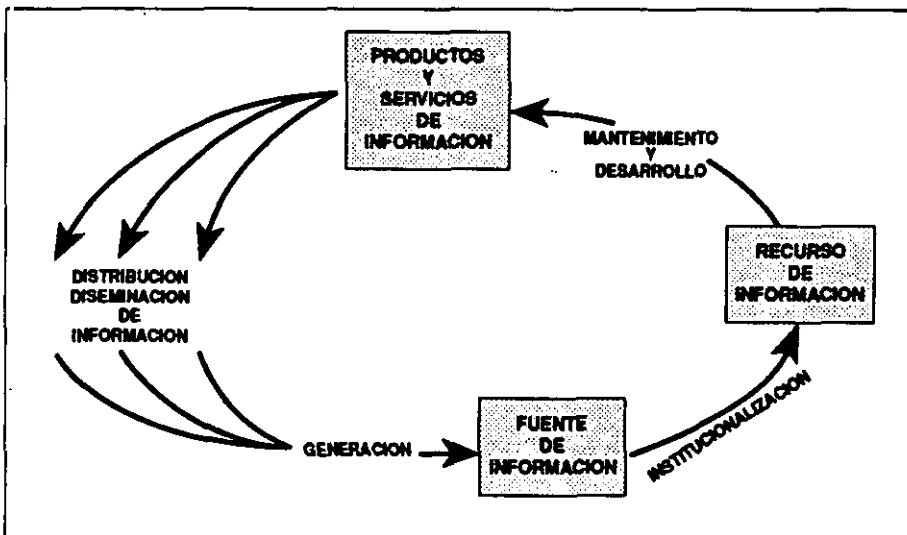 PRODUCTOS
Y
SERVICIOS
DE
INFORMACION
MANTENIMIENTO
Y
DESARROLLO
RECURSO
DE
INFORMACION
DISTRIBUCION
DISEMINACION
DE
INFORMACION
GENERACION
FUENTE
DE
INFORMACION
INSTITUCIONALIZACION